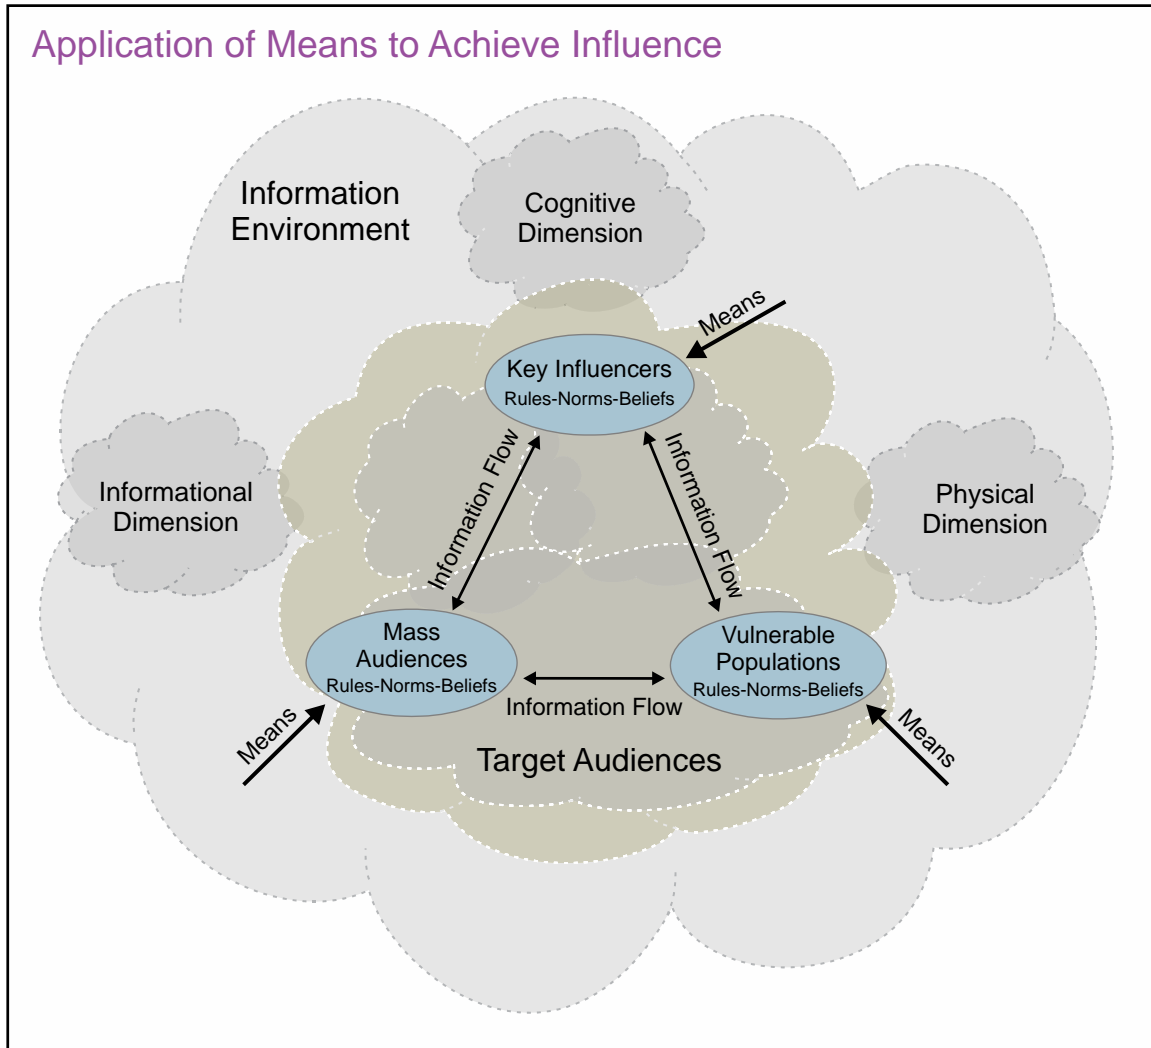 Application of Means to Achieve Influence
Information
Environment
Cognitive
Dimension
Means
Key Influencers
Rules-Norms-Beliefs
Information Flow
Information Flow
Informational
Dimension
Physical
Dimension
Mass
Audiences
Rules-Norms-Beliefs
Vulnerable
Populations
Rules-Norms-Beliefs
Information Flow
Means
Means
Target Audiences